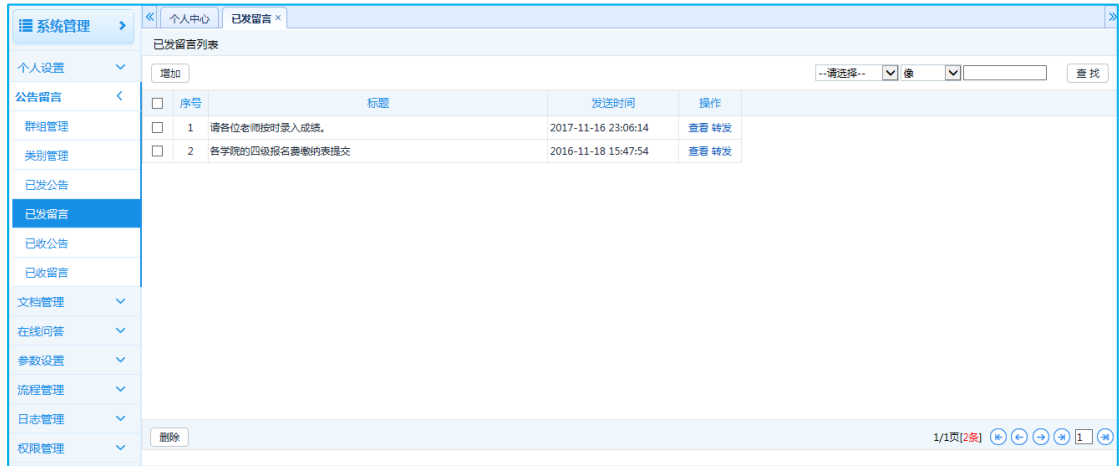 系统管理
个人设置
公告留言
群组管理
类别管理
已发公告
已发留言
已收公告
已收留言
文档管理
在线问答
参数设置
流程管理
日志管理
权限管理
个人中心 已发留言 ×
已发留言列表
增加 --请选择-- 像 查 找
序号 标题 发送时间 操作
1 请各位老师按时录入成绩。 2017-11-16 23:06:14 查看 转发
2 各学院的四级报名费缴纳表提交 2016-11-18 15:47:54 查看 转发
删除 1/1页[2条] 1